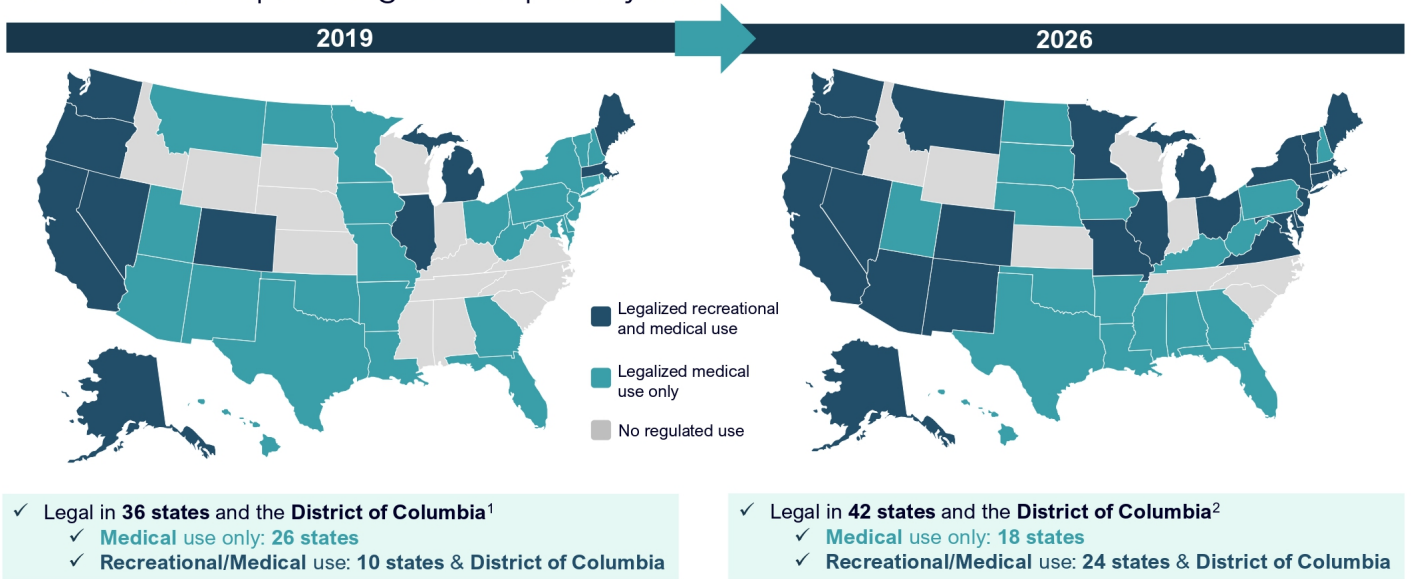 2019
2026
Legalized recreational
and medical use
Legalized medical
use only
No regulated use
✓ Legal in 36 states and the District of Columbia¹
✓ Medical use only: 26 states
✓ Recreational/Medical use: 10 states & District of Columbia
✓ Legal in 42 states and the District of Columbia²
✓ Medical use only: 18 states
✓ Recreational/Medical use: 24 states & District of Columbia